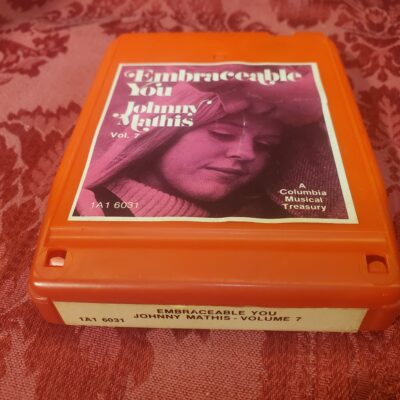 Embraceable
You
Johnny
Mathis
Vol. 7
1A1 6031
A
Columbia
Musical
Treasury
EMBRACEABLE YOU
1A1 6031 JOHNNY MATHIS - VOLUME 7